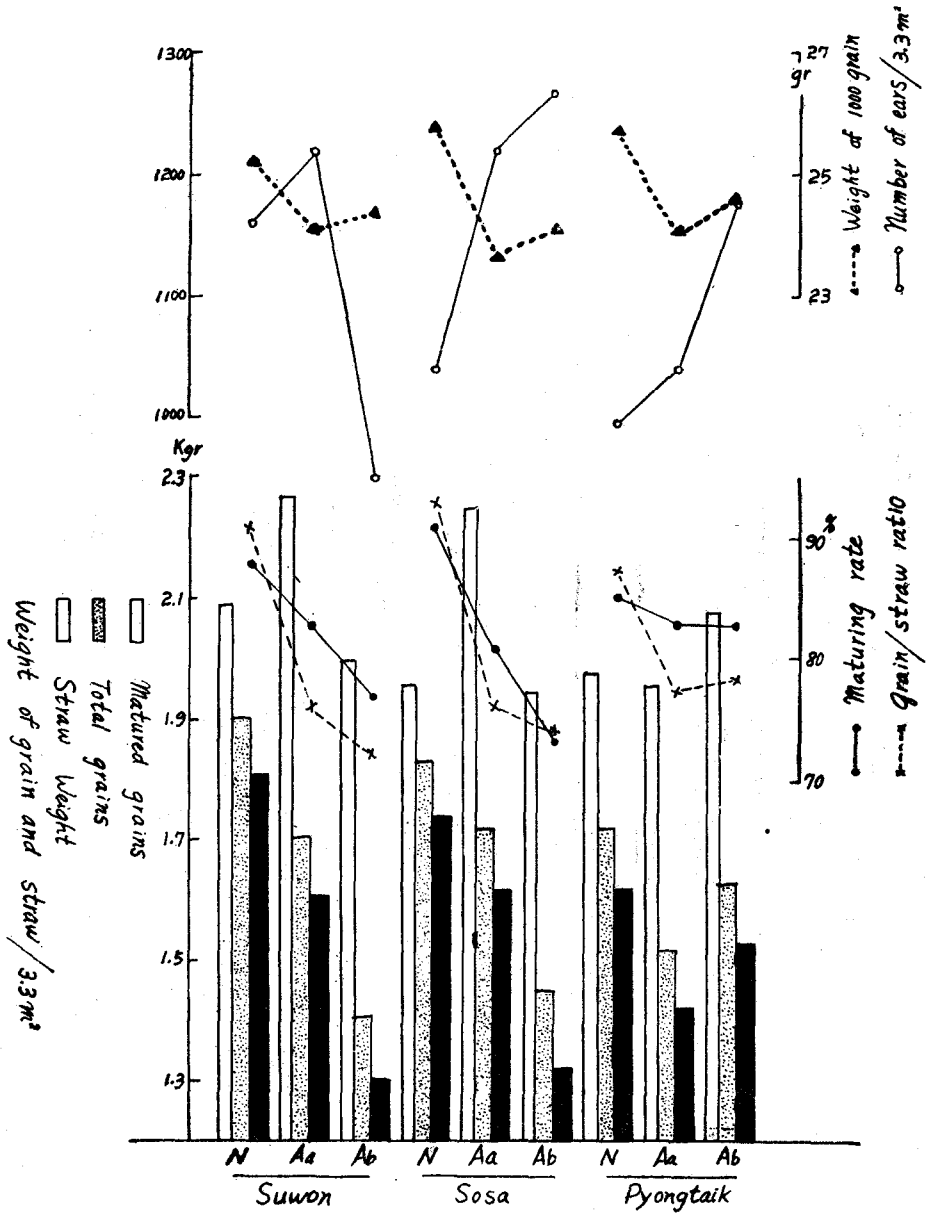 1300
1200
1100
1000
27
gr
25
23
Weight of 1000 grain
Number of ears/3.3m²
Kgr
2.3
2.1
1.9
1.7
1.5
1.3
90%
80
70
Maturing rate
grain/straw ratio
Matured grains
Total grains
Straw Weight
Weight of grain and straw/3.3m²
N Aa Ab N Aa Ab N Aa Ab
Suwon Sosa Pyongtaik